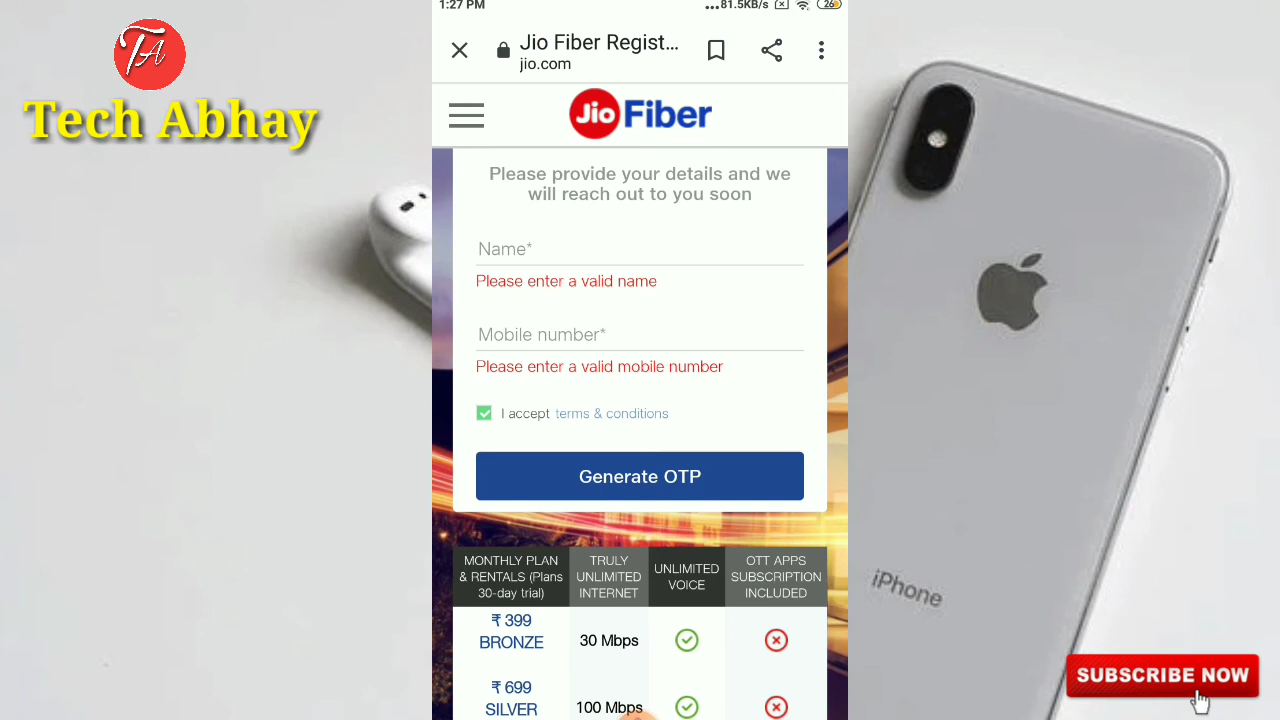 1:27 PM
...81.5KB/s
26
TA
Tech Abhay
Jio Fiber Regist...
jio.com
Jio Fiber
Please provide your details and we
will reach out to you soon
Name*
Please enter a valid name
Mobile number*
Please enter a valid mobile number
I accept terms & conditions
Generate OTP
MONTHLY PLAN
& RENTALS (Plans
30-day trial)
TRULY
UNLIMITED
INTERNET
UNLIMITED
VOICE
OTT APPS
SUBSCRIPTION
INCLUDED
₹ 399
BRONZE
30 Mbps
₹ 699
SILVER
100 Mbps
iPhone
SUBSCRIBE NOW